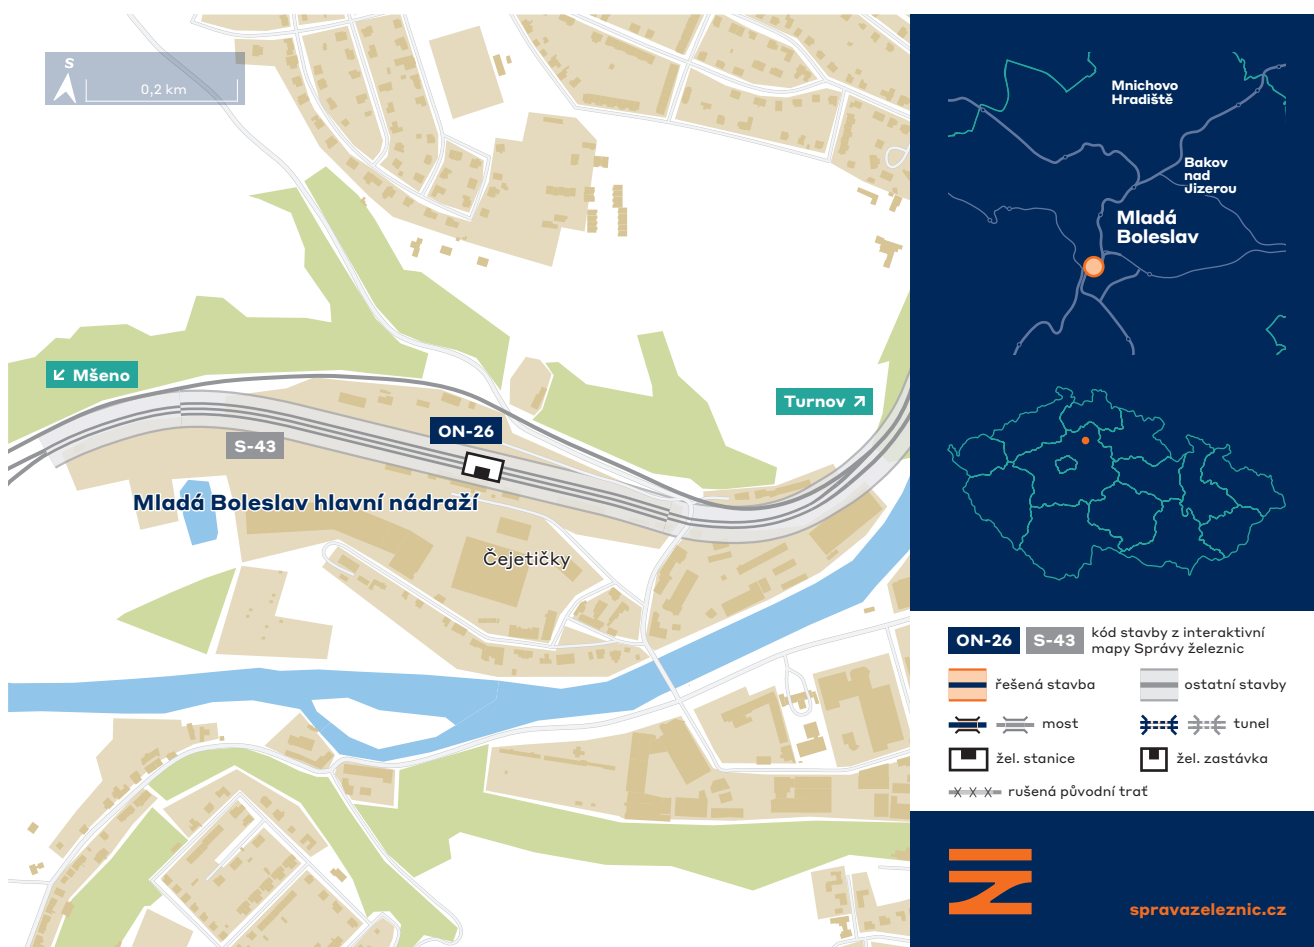 S
0,2 km
Mšeno
Turnov
ON-26
S-43
Mladá Boleslav hlavní nádraží
Čejetičky
Mnichovo
Hradiště
Bakov
nad
Jizerou
Mladá
Boleslav
ON-26
S-43
kód stavby z interaktivní
mapy Správy železnic
řešená stavba
ostatní stavby
most
tunel
žel. stanice
žel. zastávka
rušená původní trať
spravazeleznic.cz